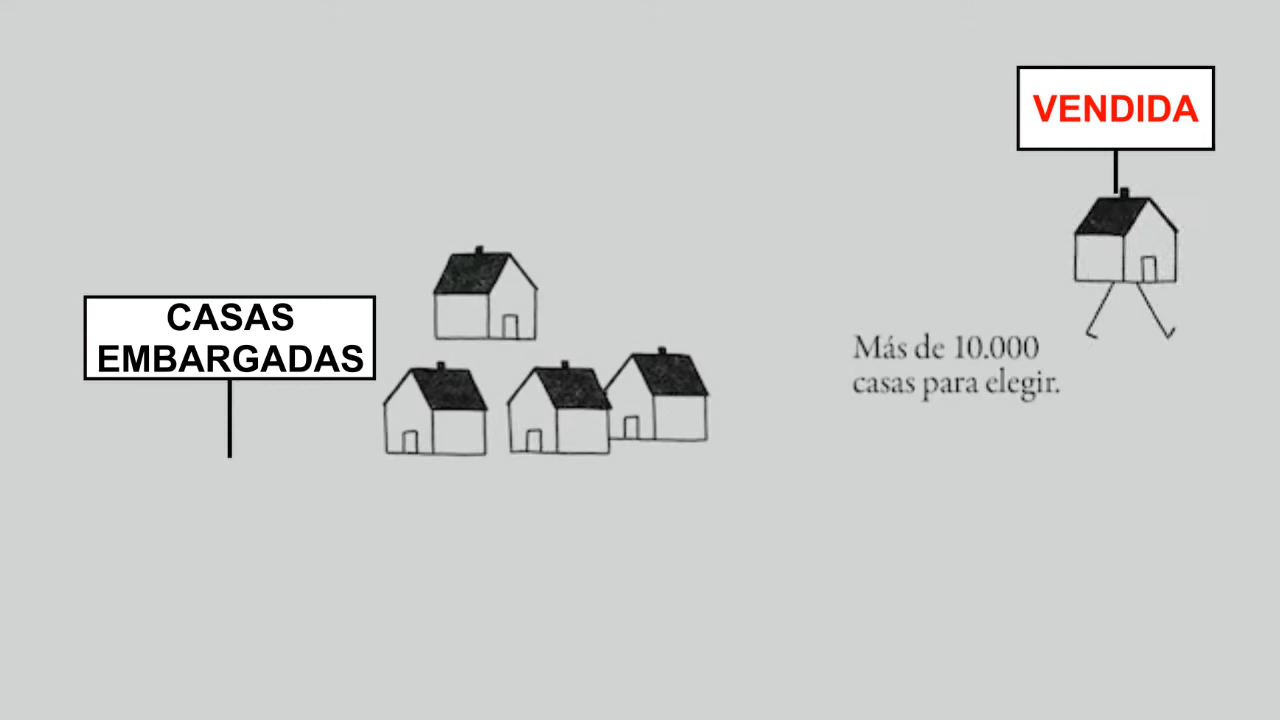 VENDIDA
CASAS
EMBARGADAS
Más de 10.000
casas para elegir.